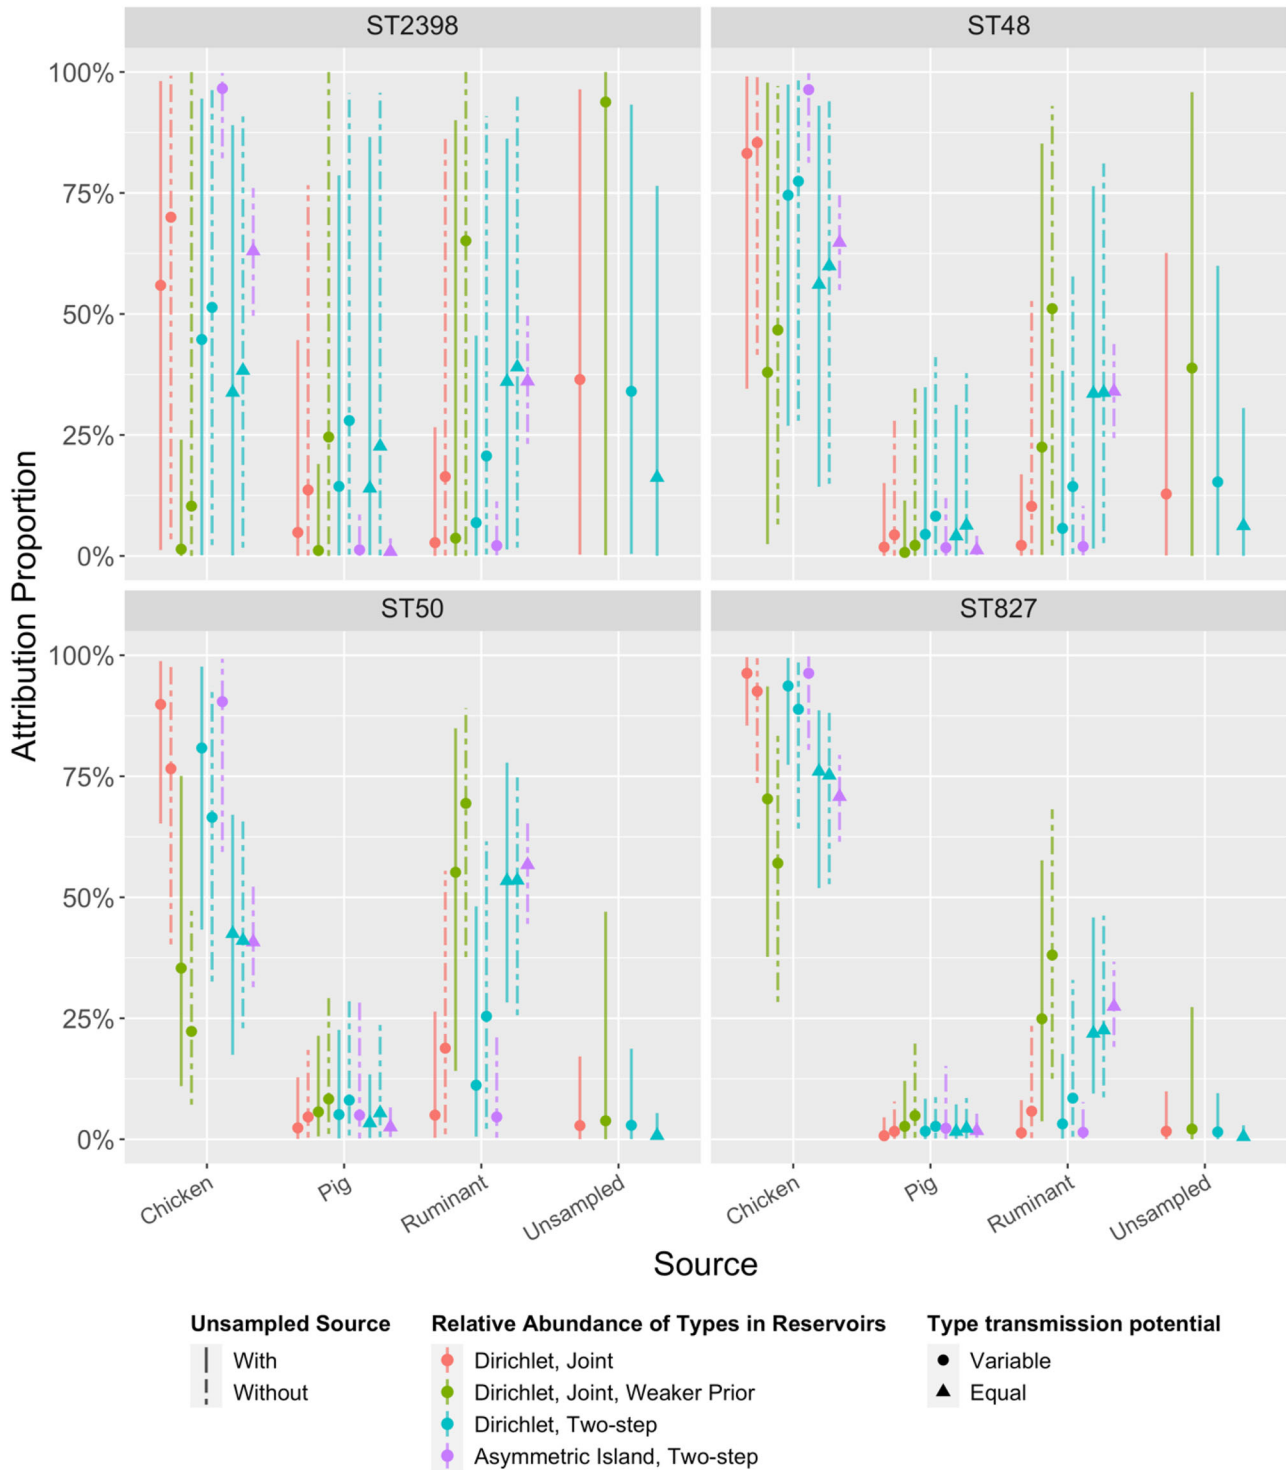 ST2398
ST48
100%
75%
50%
25%
0%
ST50
ST827
100%
75%
50%
25%
0%
Attribution Proportion
Chicken
Pig
Ruminant
Unsampled
Chicken
Pig
Ruminant
Unsampled
Source
Unsampled Source
With
Without
Relative Abundance of Types in Reservoirs
Dirichlet, Joint
Dirichlet, Joint, Weaker Prior
Dirichlet, Two-step
Asymmetric Island, Two-step
Type transmission potential
Variable
Equal